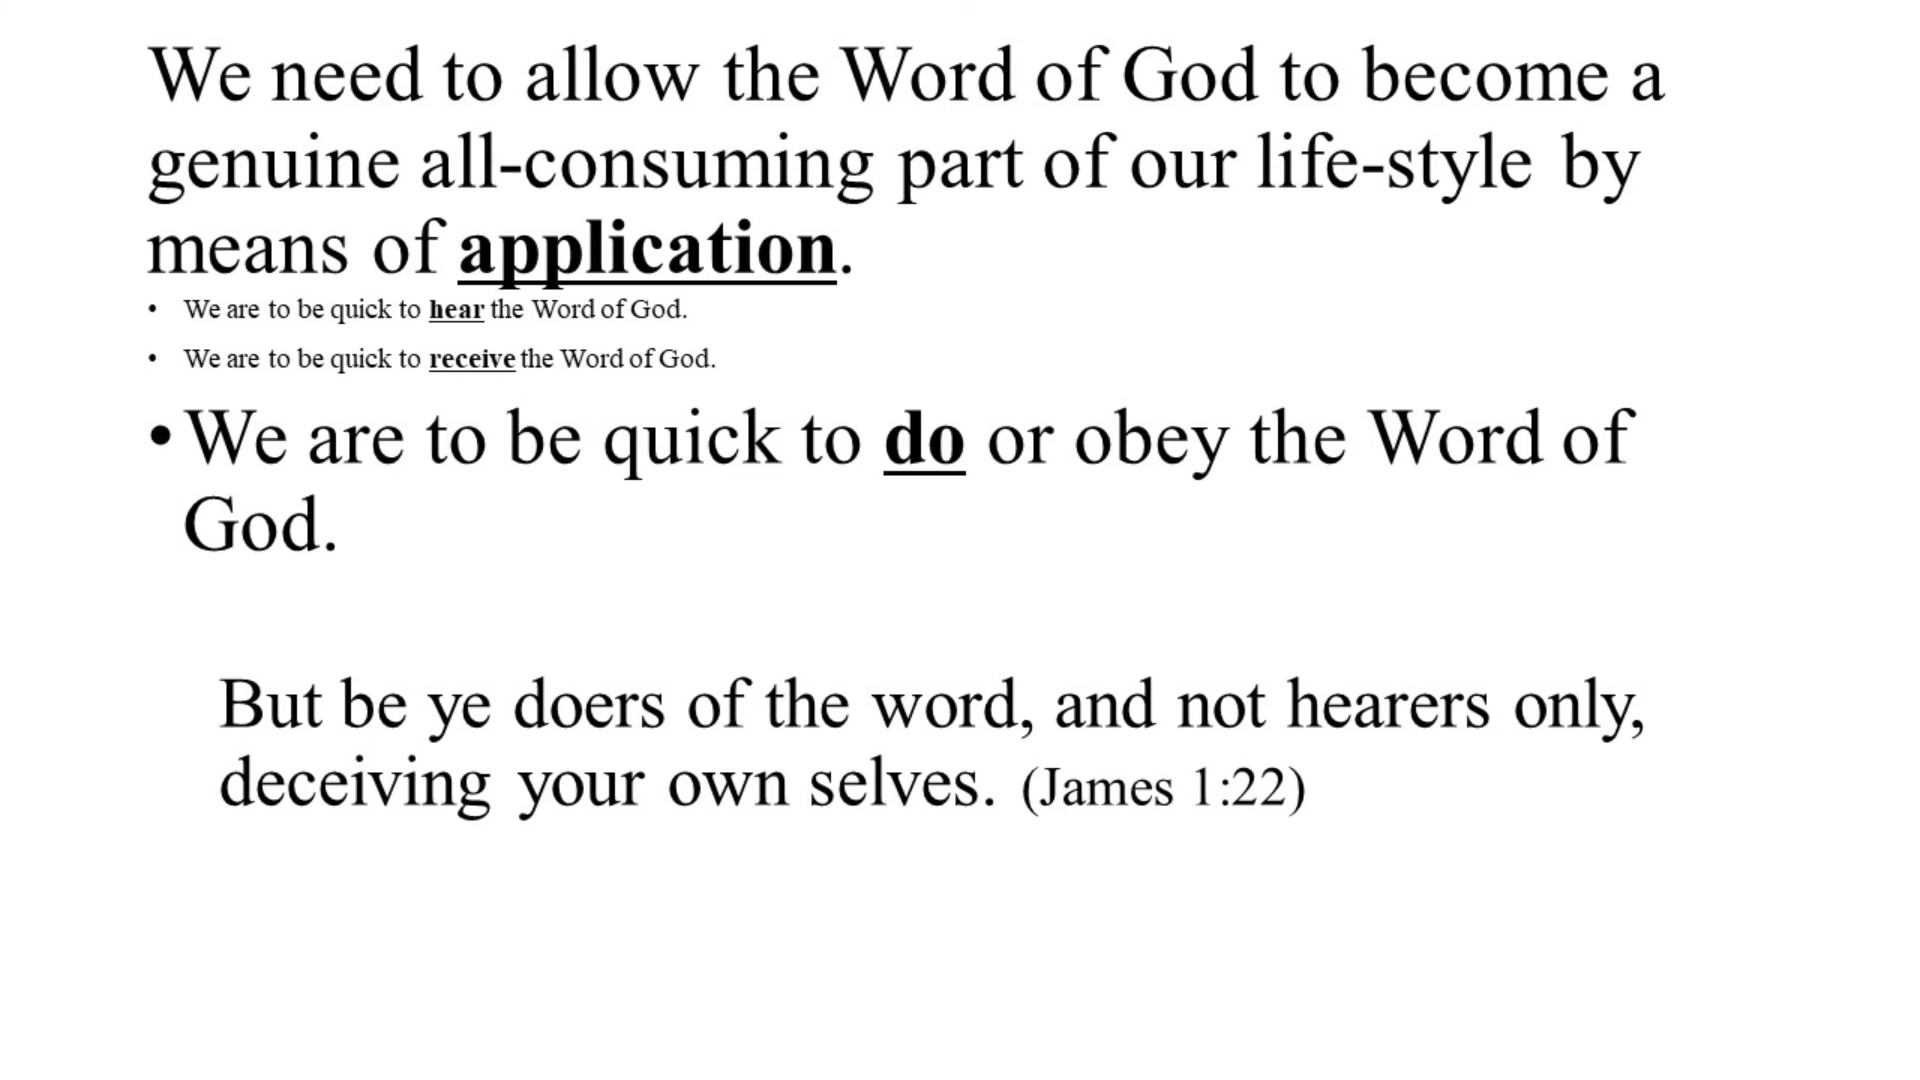 We need to allow the Word of God to become a
genuine all-consuming part of our life-style by
means of application.
• We are to be quick to hear the Word of God.
• We are to be quick to receive the Word of God.
• We are to be quick to do or obey the Word of
God.
But be ye doers of the word, and not hearers only,
deceiving your own selves. (James 1:22)